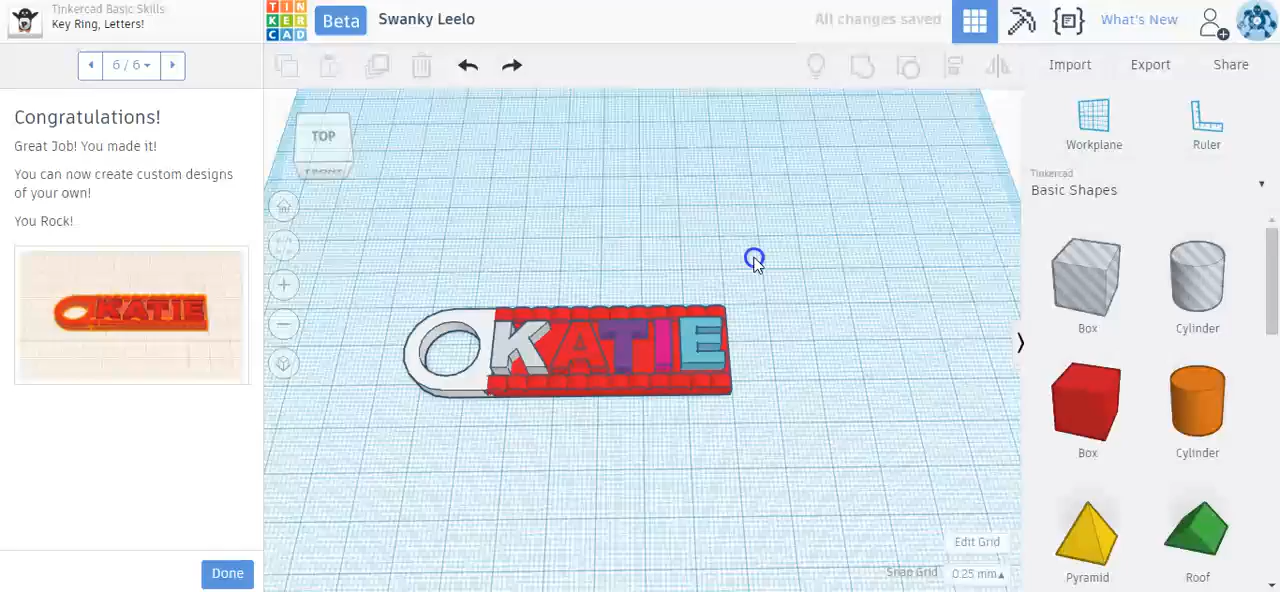 Tinkercad Basic Skills
Key Ring, Letters!
6 / 6
Congratulations!
Great Job! You made it!
You can now create custom designs
of your own!
You Rock!
KATIE
Done
TIN
KER
CAD
Beta
Swanky Leelo
All changes saved
What's New
TOP
FRONT
KATIE
Edit Grid
Snap Grid
0.25 mm
Import
Export
Share
Workplane
Ruler
Tinkercad
Basic Shapes
Box
Cylinder
Box
Cylinder
Pyramid
Roof